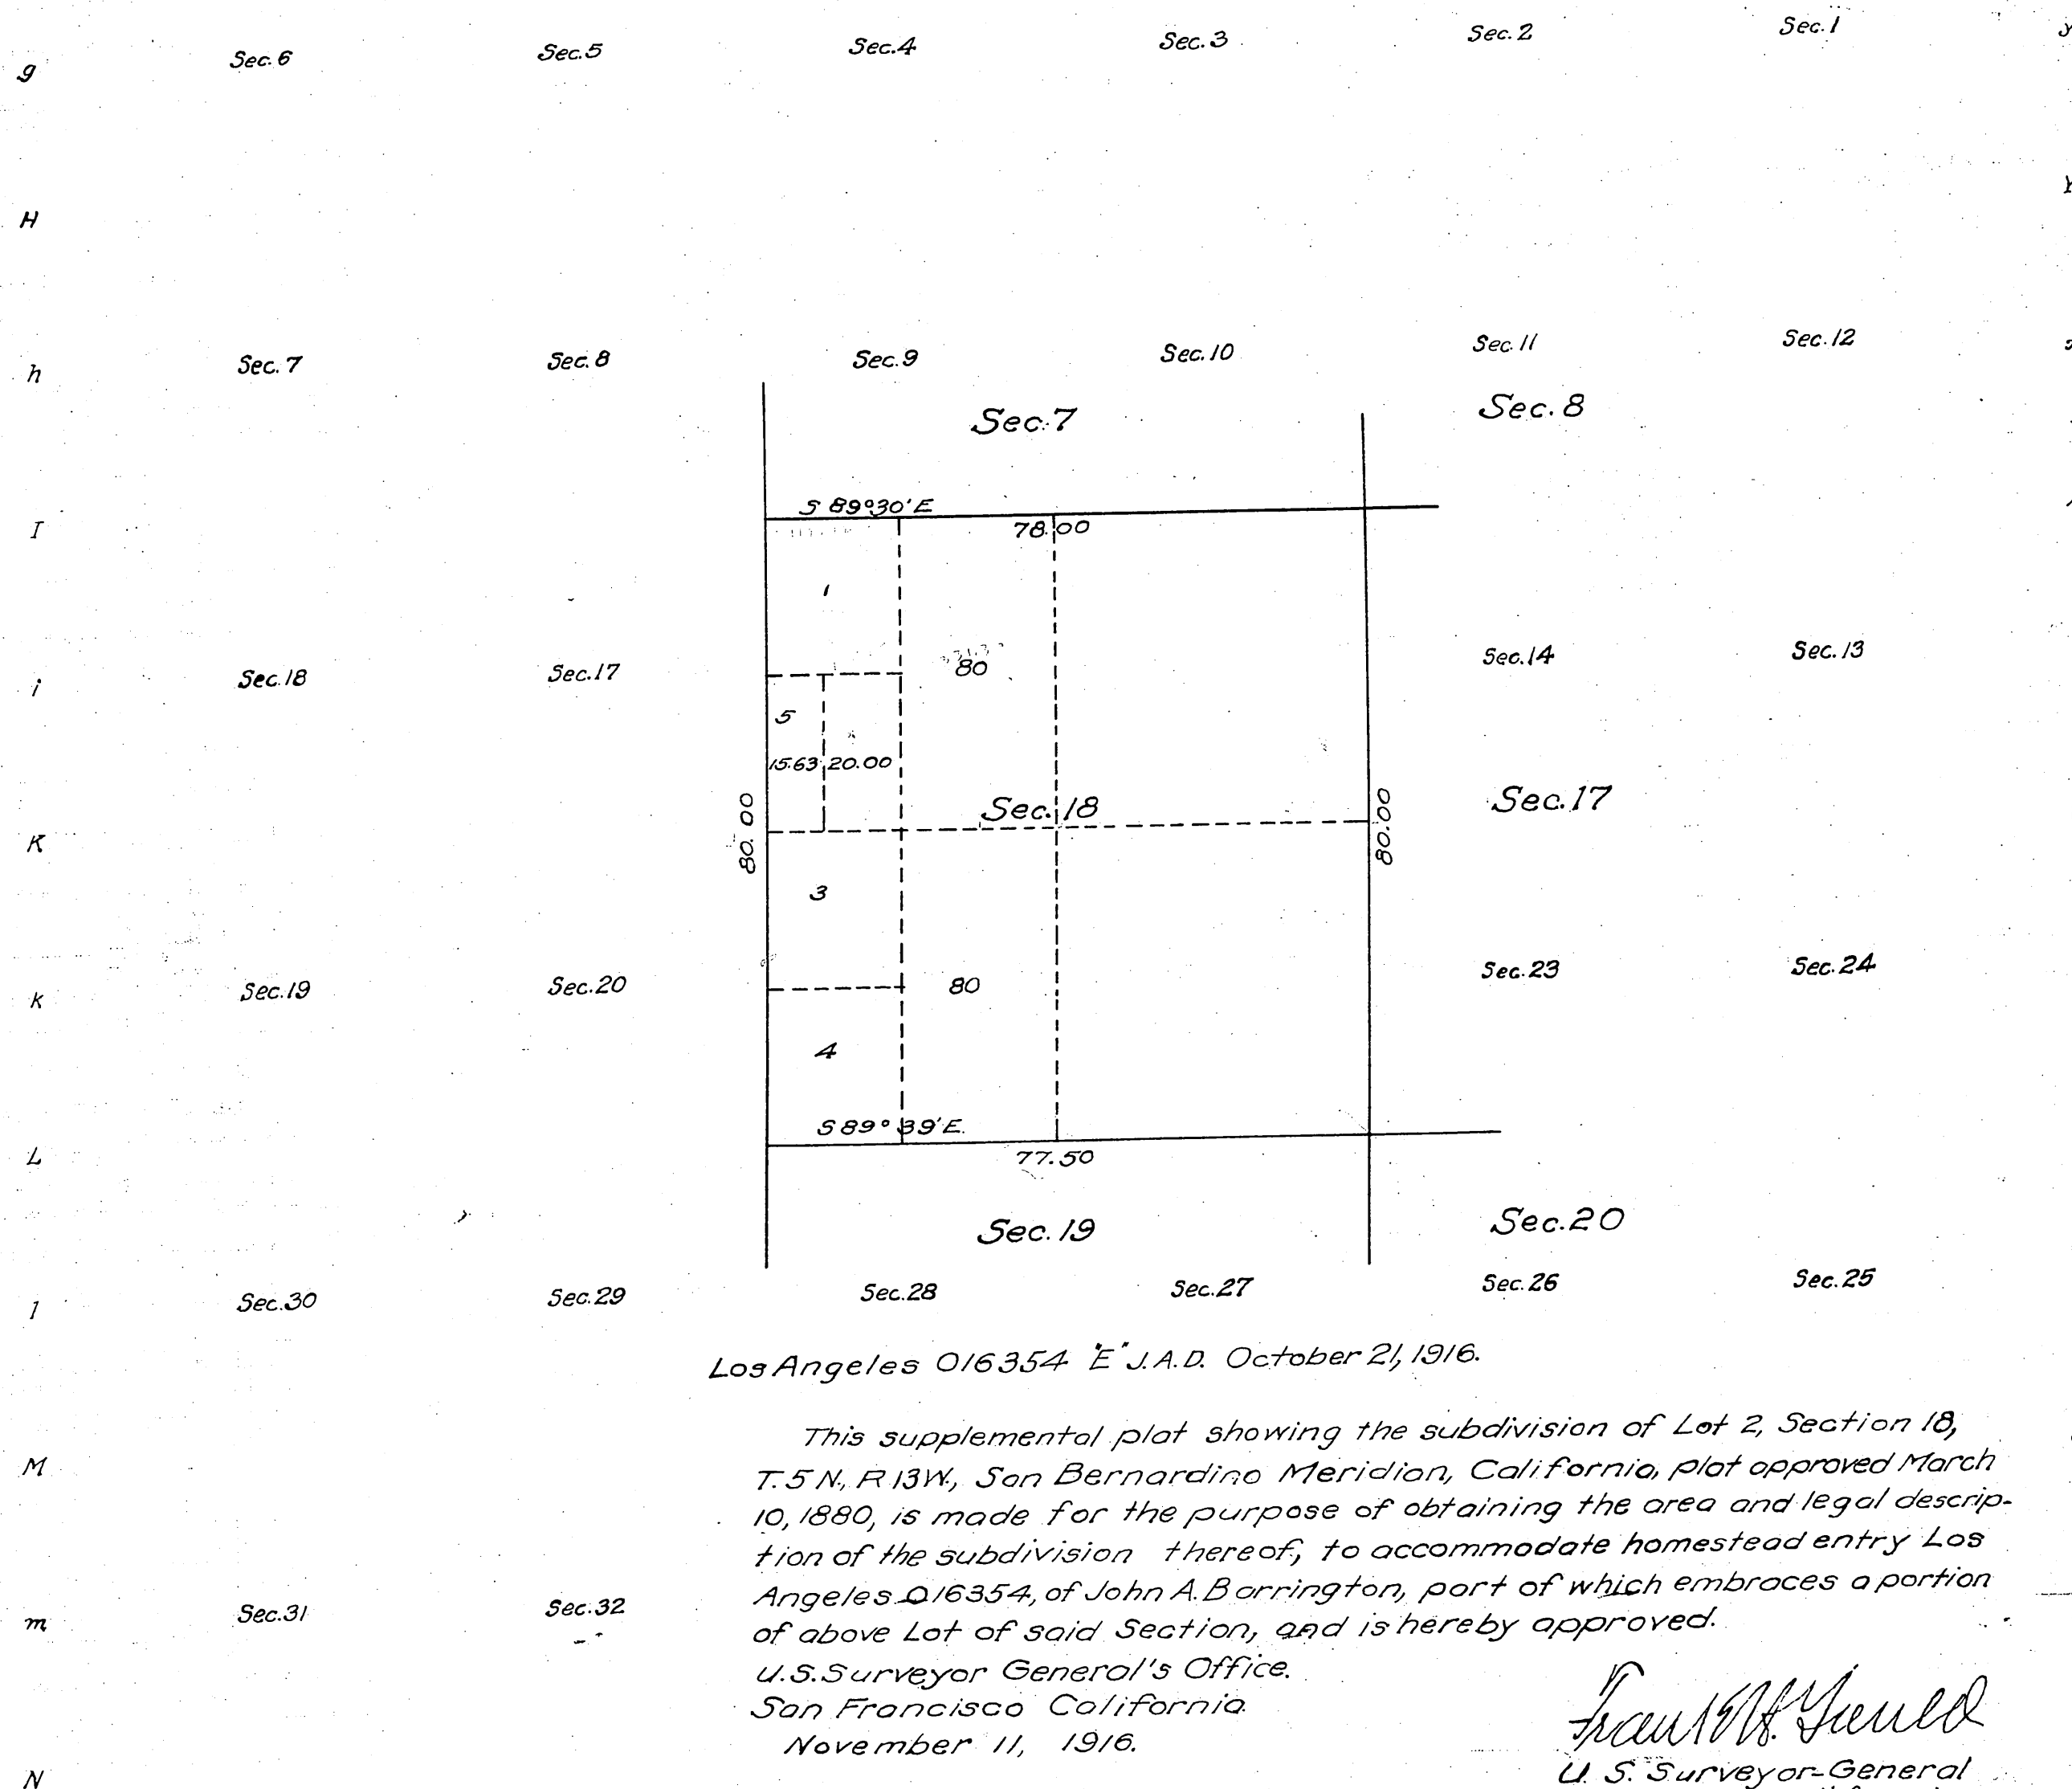 g Sec. 6 Sec. 5 Sec. 4 Sec. 3 Sec. 2 Sec. 1
H
h Sec. 7 Sec. 8 Sec. 9 Sec. 10 Sec. 11 Sec. 12
Sec. 7 Sec. 8
S 89°30' E
I 78.00
1
i Sec. 18 Sec. 17 80 Sec. 14 Sec. 13
5
15.63 20.00
80.00 Sec. 18 80.00 Sec. 17
K
3
k Sec. 19 Sec. 20 80 Sec. 23 Sec. 24
4
S 89° 39' E.
L 77.50
Sec. 19 Sec. 20
l Sec. 30 Sec. 29 Sec. 28 Sec. 27 Sec. 26 Sec. 25
Los Angeles 016354 "E" J.A.D. October 21, 1916.
This supplemental plat showing the subdivision of Lot 2, Section 18,
M
T. 5 N., R 13 W., San Bernardino Meridian, California, plat approved March
10, 1880, is made for the purpose of obtaining the area and legal descrip-
tion of the subdivision thereof, to accommodate homestead entry Los
Angeles 016354, of John A. Barrington, part of which embraces a portion
m Sec. 31 Sec. 32
of above Lot of said Section, and is hereby approved.
U.S. Surveyor General's Office.
San Francisco California
November 11, 1916.
N
U. S. Surveyor-General